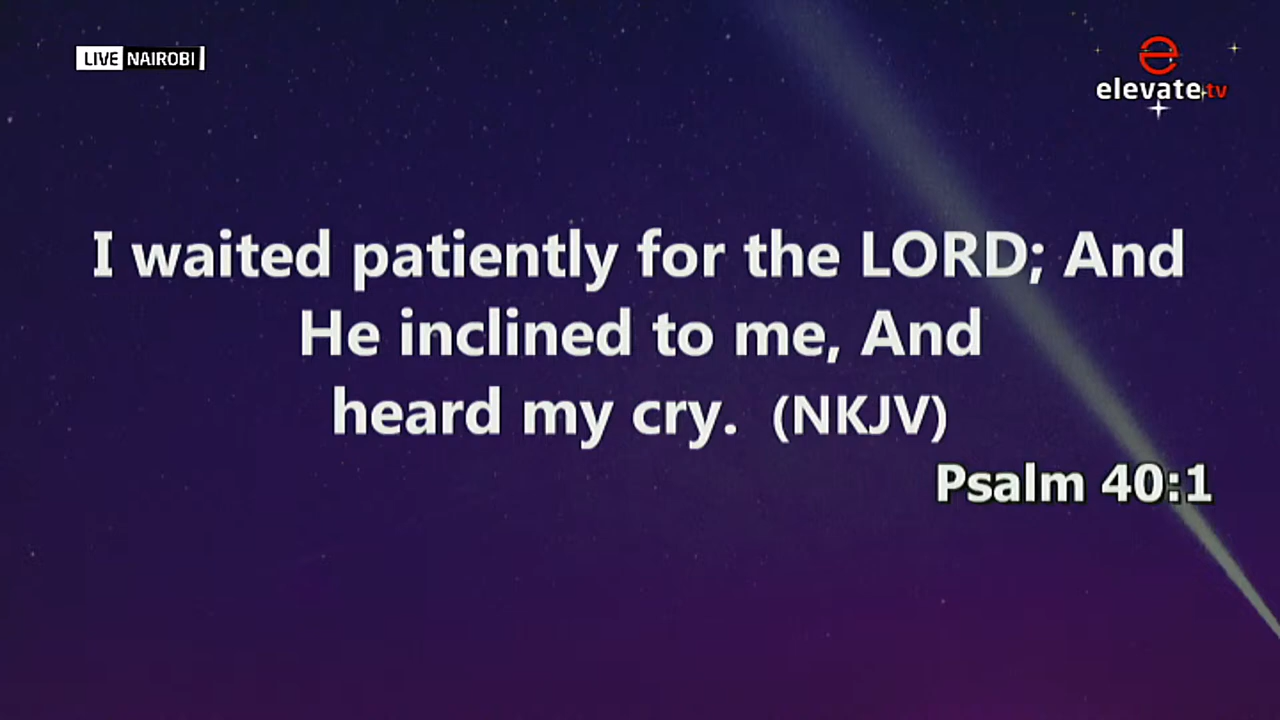 LIVE NAIROBI
e
elevate.tv
I waited patiently for the LORD; And
He inclined to me, And
heard my cry. (NKJV)
Psalm 40:1